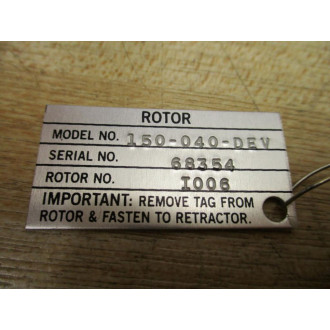 ROTOR
MODEL NO. 150-040-DEV
SERIAL NO. 68354
ROTOR NO. I006
IMPORTANT: REMOVE TAG FROM
ROTOR & FASTEN TO RETRACTOR.